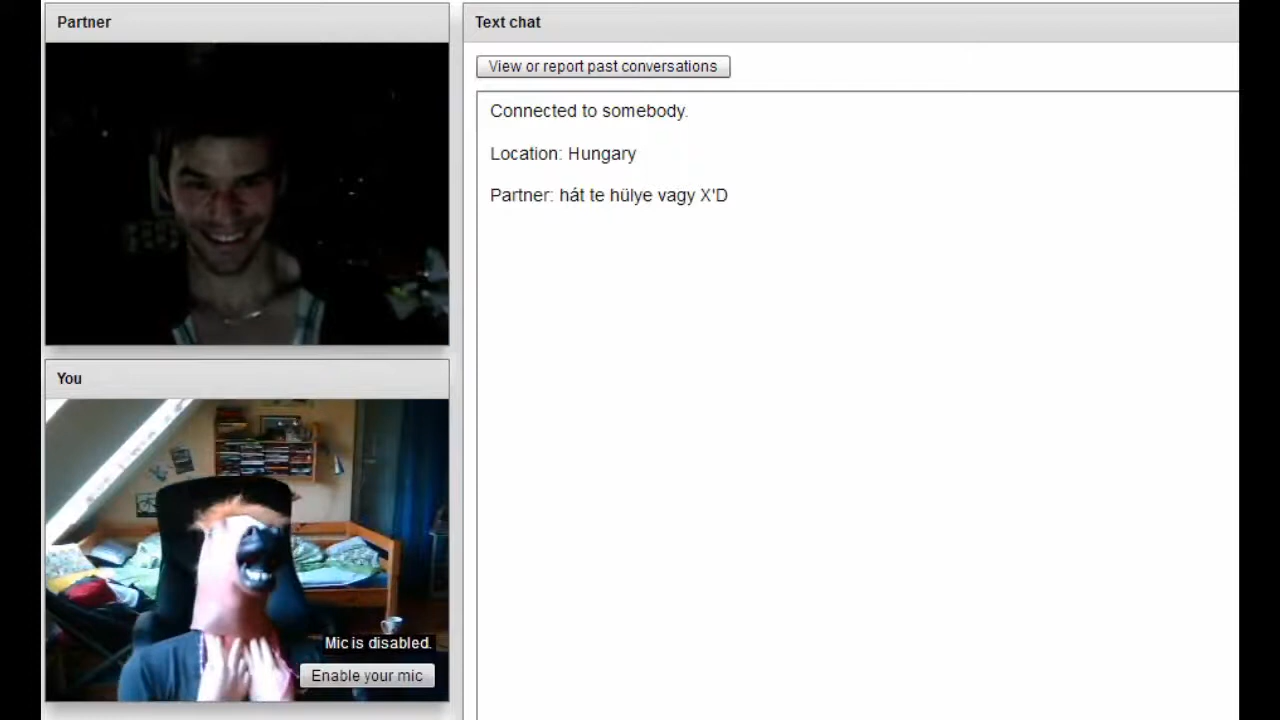 Partner
Text chat
View or report past conversations
Connected to somebody.
Location: Hungary
Partner: hát te hülye vagy X'D
You
Mic is disabled.
Enable your mic